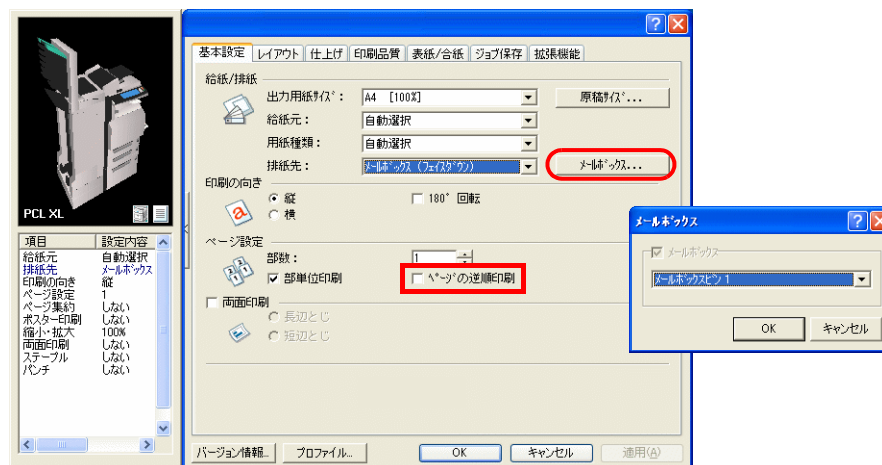 PCL XL
項目 設定内容
給紙元 自動選択
排紙先 メールボックス
印刷の向き 縦
ページ設定 1
ページ集約 しない
ポスター印刷 しない
縮小・拡大 100%
両面印刷 しない
ステープル しない
パンチ しない
基本設定 レイアウト 仕上げ 印刷品質 表紙/合紙 ジョブ保存 拡張機能
給紙/排紙
出力用紙サイズ: A4 [100%] 原稿サイズ...
給紙元: 自動選択
用紙種類: 自動選択
排紙先: メールボックス (フェイスダウン) メールボックス...
印刷の向き
縦 180° 回転
横
ページ設定
部数: 1
部単位印刷 ページの逆順印刷
両面印刷
長辺とじ
短辺とじ
バージョン情報... プロファイル... OK キャンセル 適用(A)
メールボックス
メールボックス
メールボックスビン 1
OK キャンセル